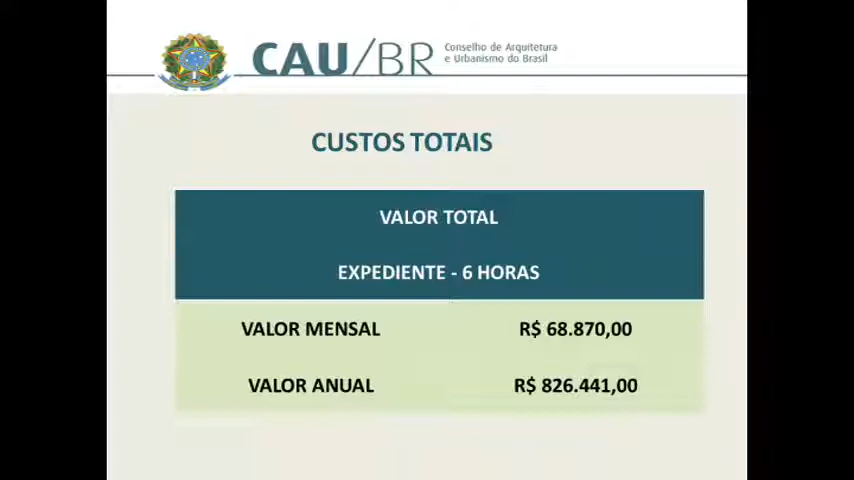 CAU/BR
Conselho de Arquitetura
e Urbanismo do Brasil
CUSTOS TOTAIS
VALOR TOTAL
EXPEDIENTE - 6 HORAS
VALOR MENSAL R$ 68.870,00
VALOR ANUAL R$ 826.441,00